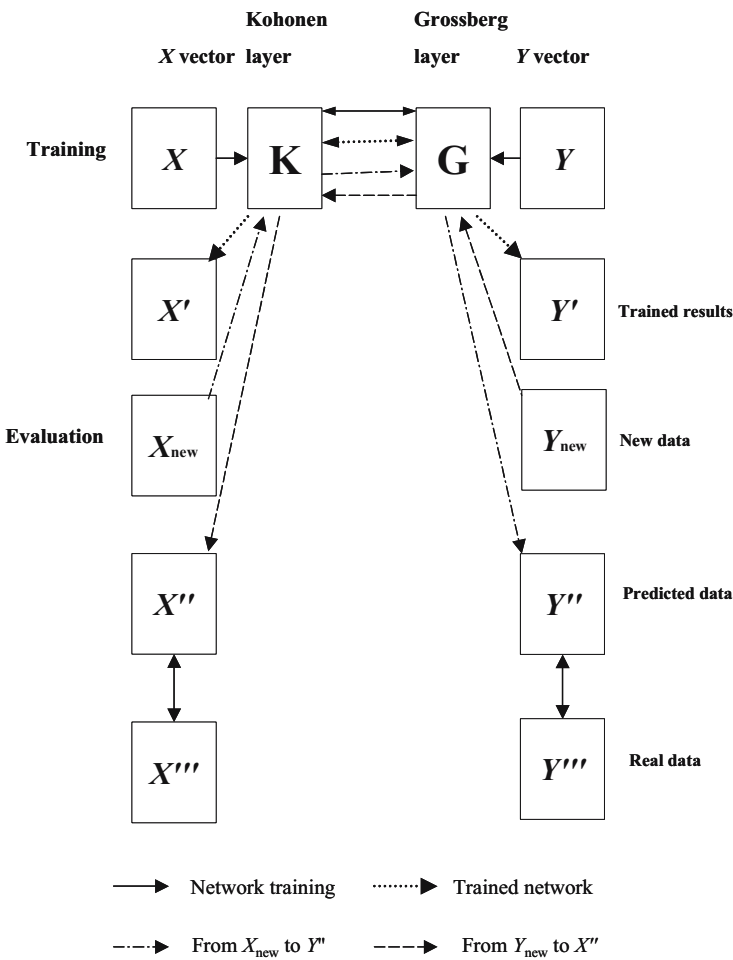 Kohonen Grossberg
X vector layer layer Y vector
Training X K G Y
X′ Y′ Trained results
Evaluation Xnew Ynew New data
X″ Y″ Predicted data
X‴ Y‴ Real data
Network training Trained network
From Xnew to Y" From Ynew to X″